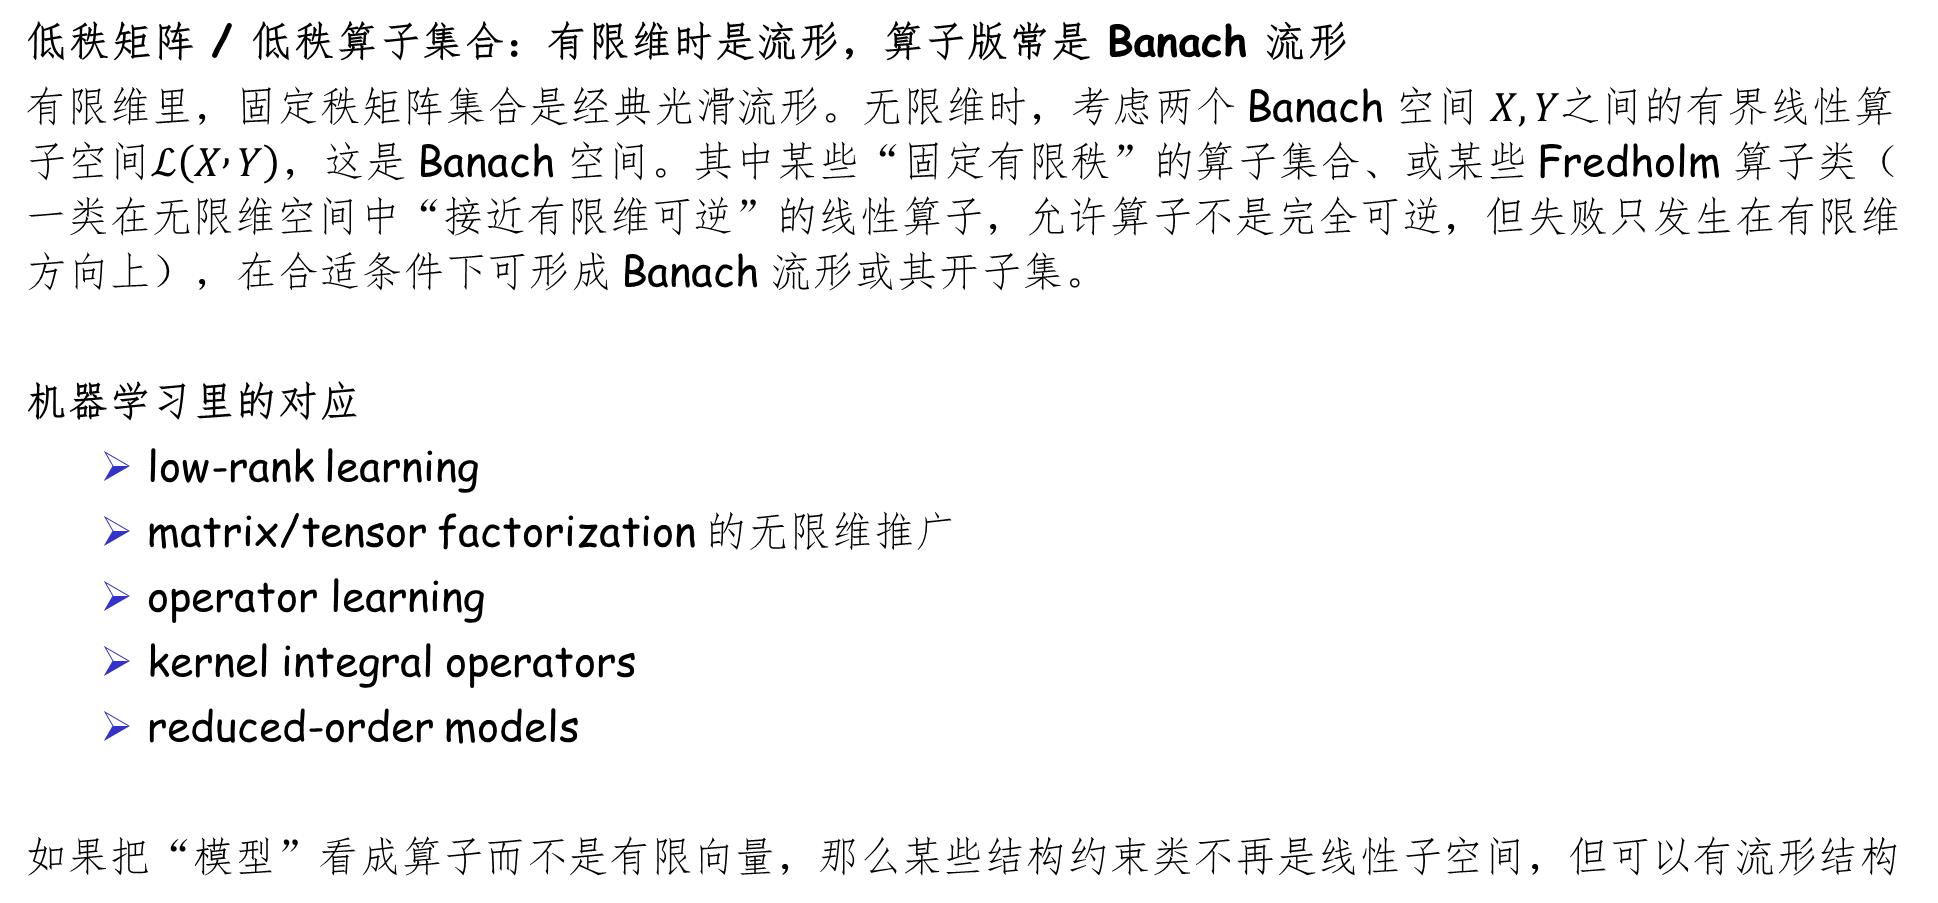 低秩矩阵 / 低秩算子集合：有限维时是流形，算子版常是 Banach 流形
有限维里，固定秩矩阵集合是经典光滑流形。无限维时，考虑两个 Banach 空间 X,Y之间的有界线性算
子空间ℒ(X,Y)，这是 Banach 空间。其中某些“固定有限秩”的算子集合、或某些 Fredholm 算子类（
一类在无限维空间中“接近有限维可逆”的线性算子，允许算子不是完全可逆，但失败只发生在有限维
方向上），在合适条件下可形成 Banach 流形或其开子集。
机器学习里的对应
➢ low-rank learning
➢ matrix/tensor factorization 的无限维推广
➢ operator learning
➢ kernel integral operators
➢ reduced-order models
如果把“模型”看成算子而不是有限向量，那么某些结构约束类不再是线性子空间，但可以有流形结构